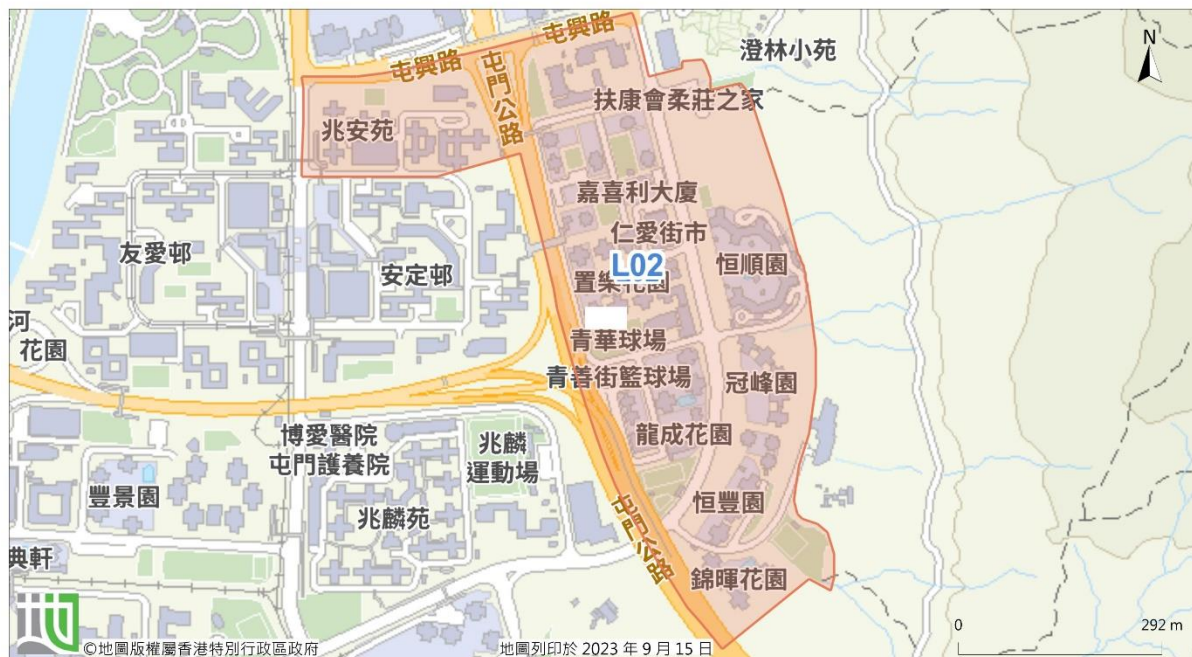 屯興路
N
澄林小苑
屯興路
屯門公路
扶康會柔莊之家
兆安苑
嘉喜利大廈
仁愛街市
友愛邨
安定邨
L02
恒順園
置樂花園
河
花園
青華球場
青善街籃球場
冠峰園
博愛醫院
屯門護養院
兆麟
運動場
龍成花園
豐景園
兆麟苑
恒豐園
屯門公路
典軒
錦暉花園
©地圖版權屬香港特別行政區政府
地圖列印於 2023 年 9 月 15 日
0
292 m